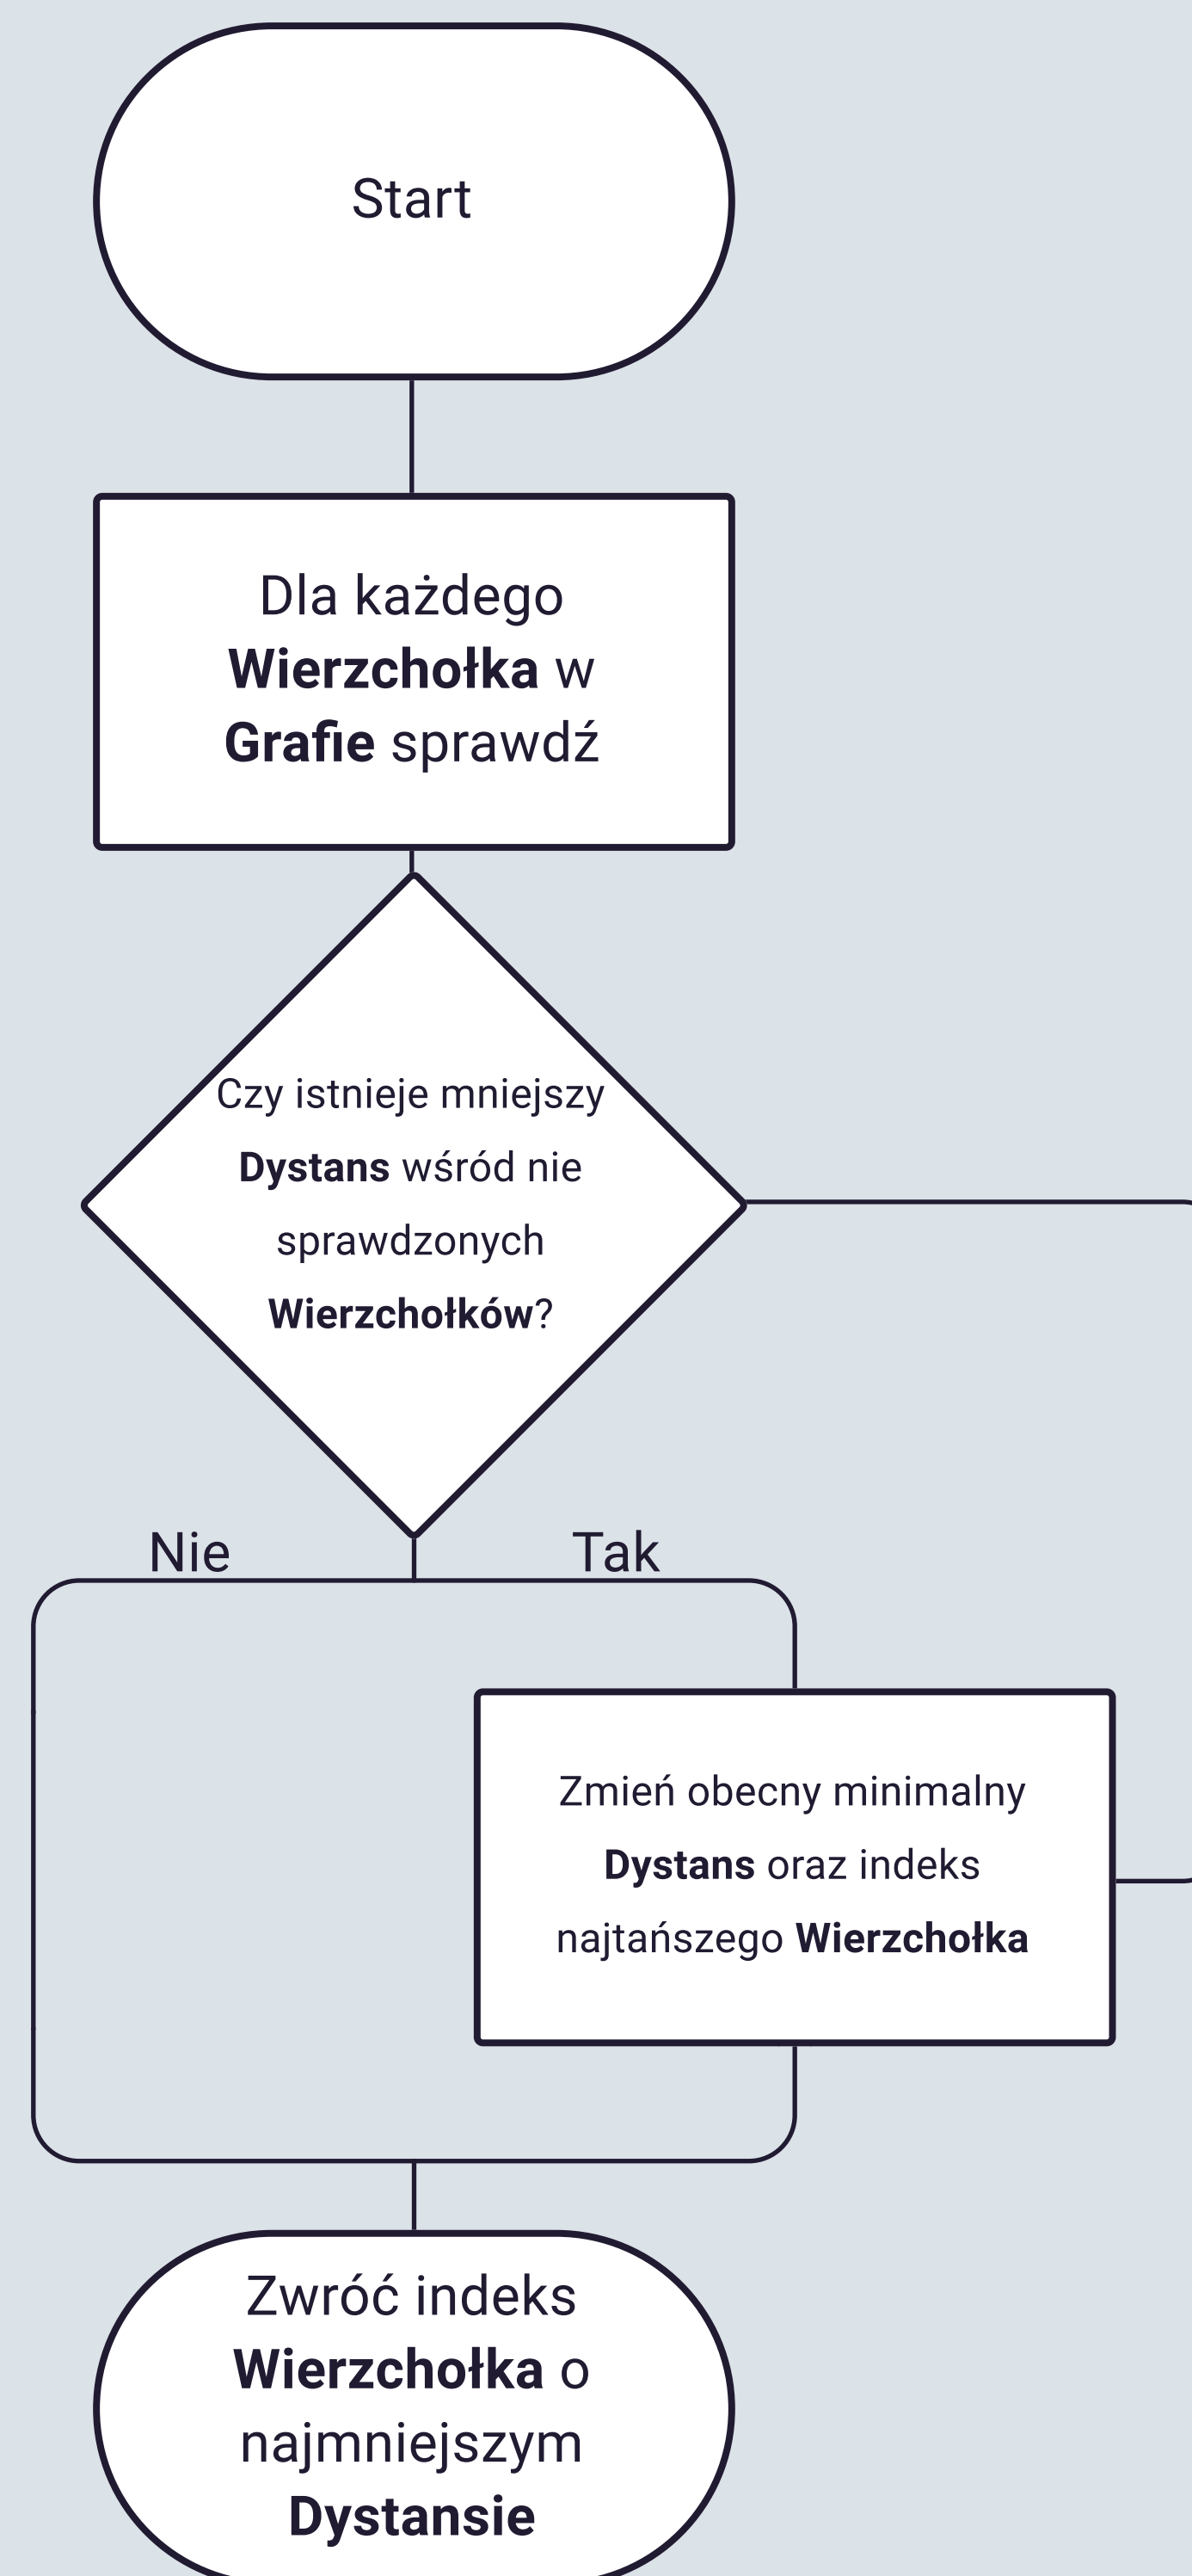 Start
Dla każdego
Wierzchołka w
Grafie sprawdź
Czy istnieje mniejszy
Dystans wśród nie
sprawdzonych
Wierzchołków?
Nie
Tak
Zmień obecny minimalny
Dystans oraz indeks
najtańszego Wierzchołka
Zwróć indeks
Wierzchołka o
najmniejszym
Dystansie